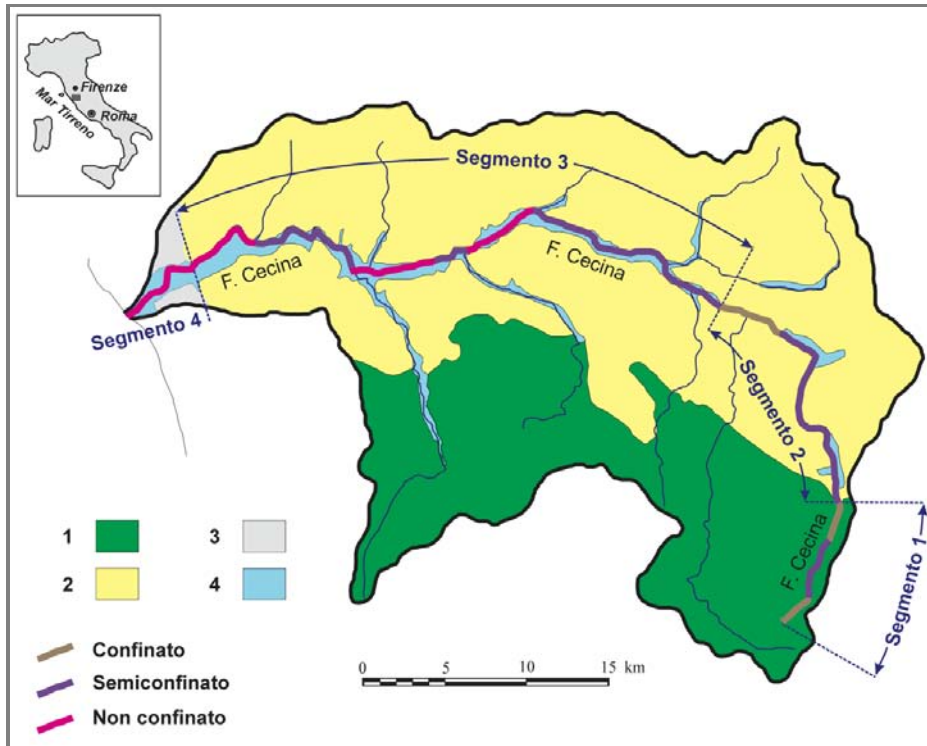 Firenze
Mar Tirreno
Roma
Segmento 3
F. Cecina
F. Cecina
Segmento 4
Segmento 2
F. Cecina
Segmento 1
1
3
2
4
Confinato
Semiconfinato
Non confinato
0 5 10 15 km